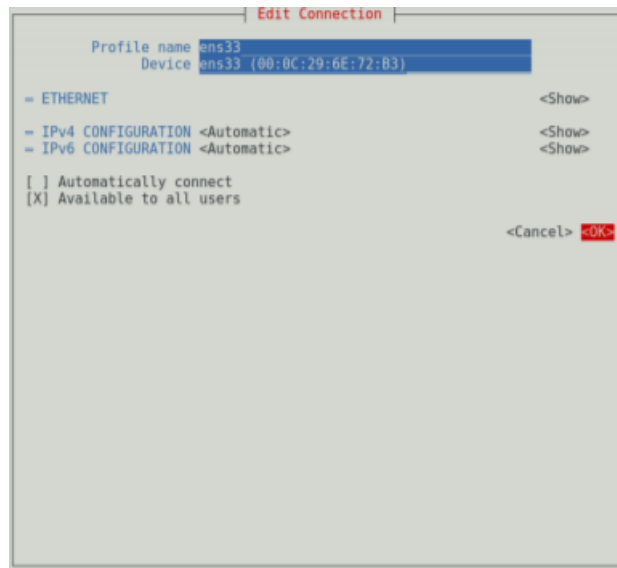 Edit Connection
Profile name ens33
Device ens33 (00:0C:29:6E:72:B3)
= ETHERNET <Show>
= IPv4 CONFIGURATION <Automatic> <Show>
= IPv6 CONFIGURATION <Automatic> <Show>
[ ] Automatically connect
[X] Available to all users
<Cancel> <OK>